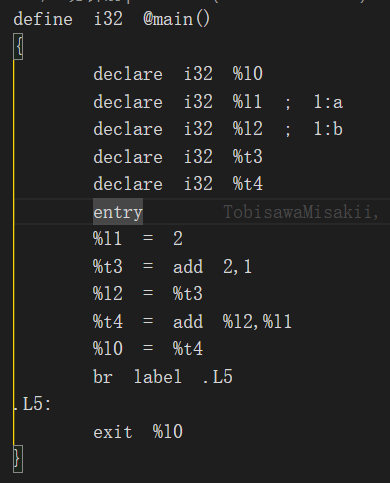 define i32 @main()
{
declare i32 %l0
declare i32 %l1 ; 1:a
declare i32 %l2 ; 1:b
declare i32 %t3
declare i32 %t4
entry TobisawaMisakii,
%l1 = 2
%t3 = add 2,1
%l2 = %t3
%t4 = add %l2,%l1
%l0 = %t4
br label .L5
.L5:
exit %l0
}